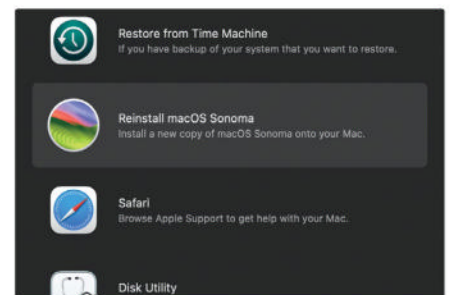 Restore from Time Machine
If you have backup of your system that you want to restore.
Reinstall macOS Sonoma
Install a new copy of macOS Sonoma onto your Mac.
Safari
Browse Apple Support to get help with your Mac.
Disk Utility